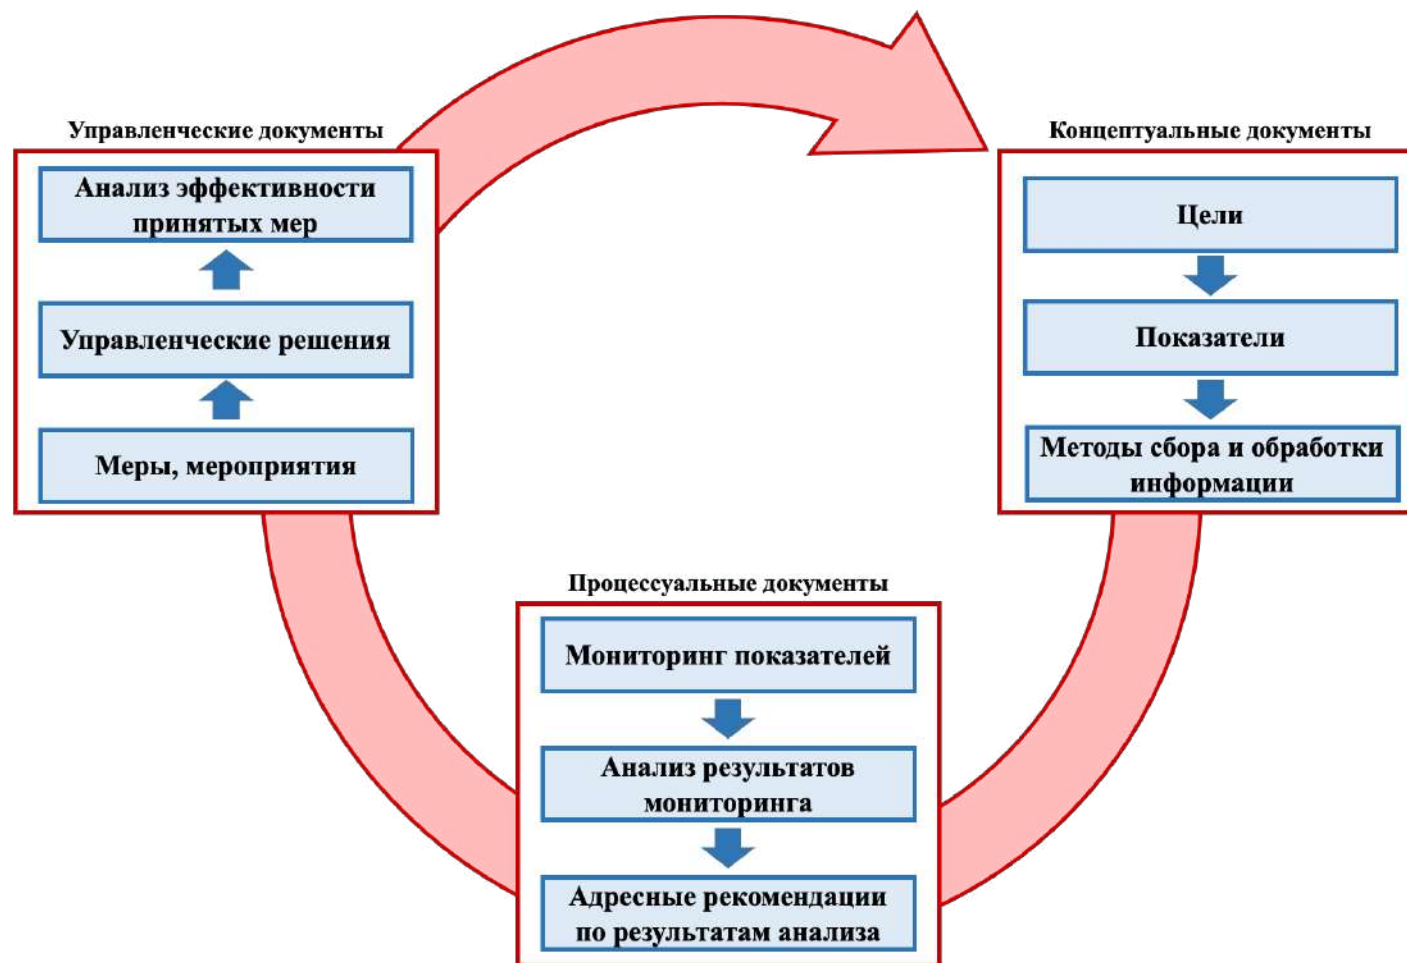 Управленческие документы
Анализ эффективности
принятых мер
Управленческие решения
Меры, мероприятия
Концептуальные документы
Цели
Показатели
Методы сбора и обработки
информации
Процессуальные документы
Мониторинг показателей
Анализ результатов
мониторинга
Адресные рекомендации
по результатам анализа